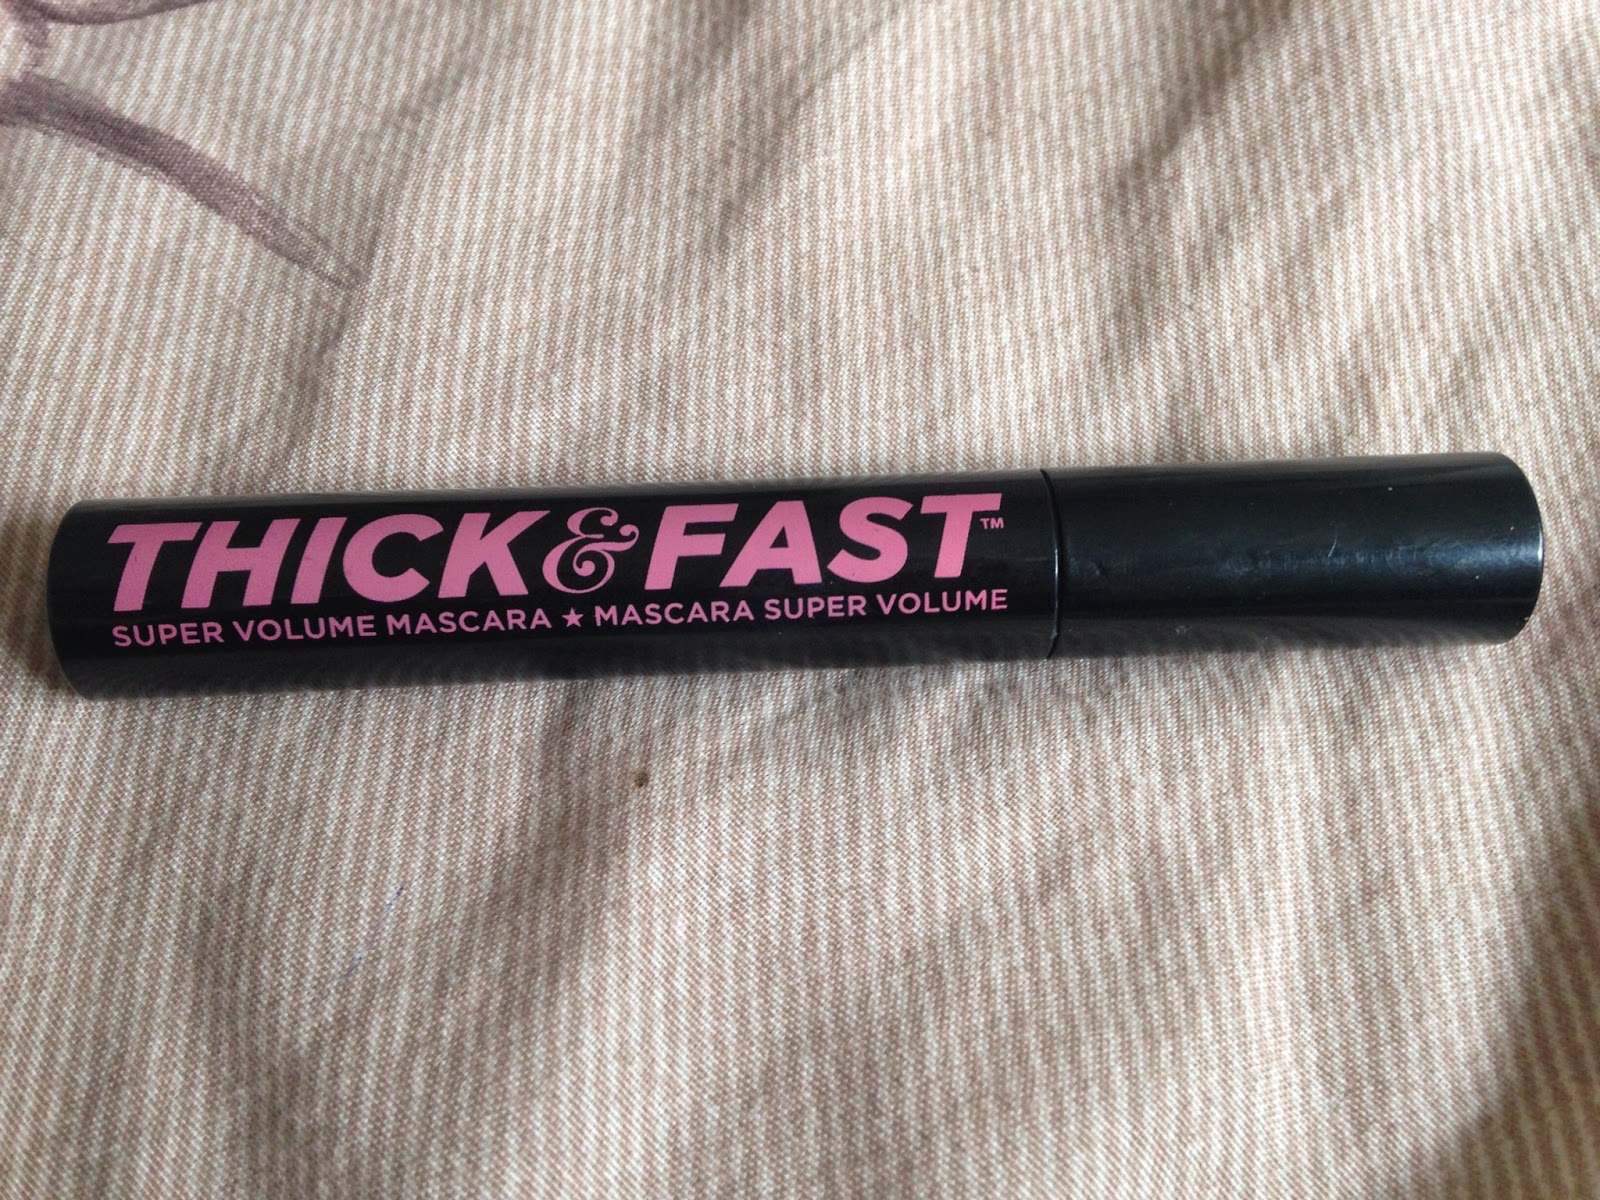 THICK & FAST™
SUPER VOLUME MASCARA ★ MASCARA SUPER VOLUME